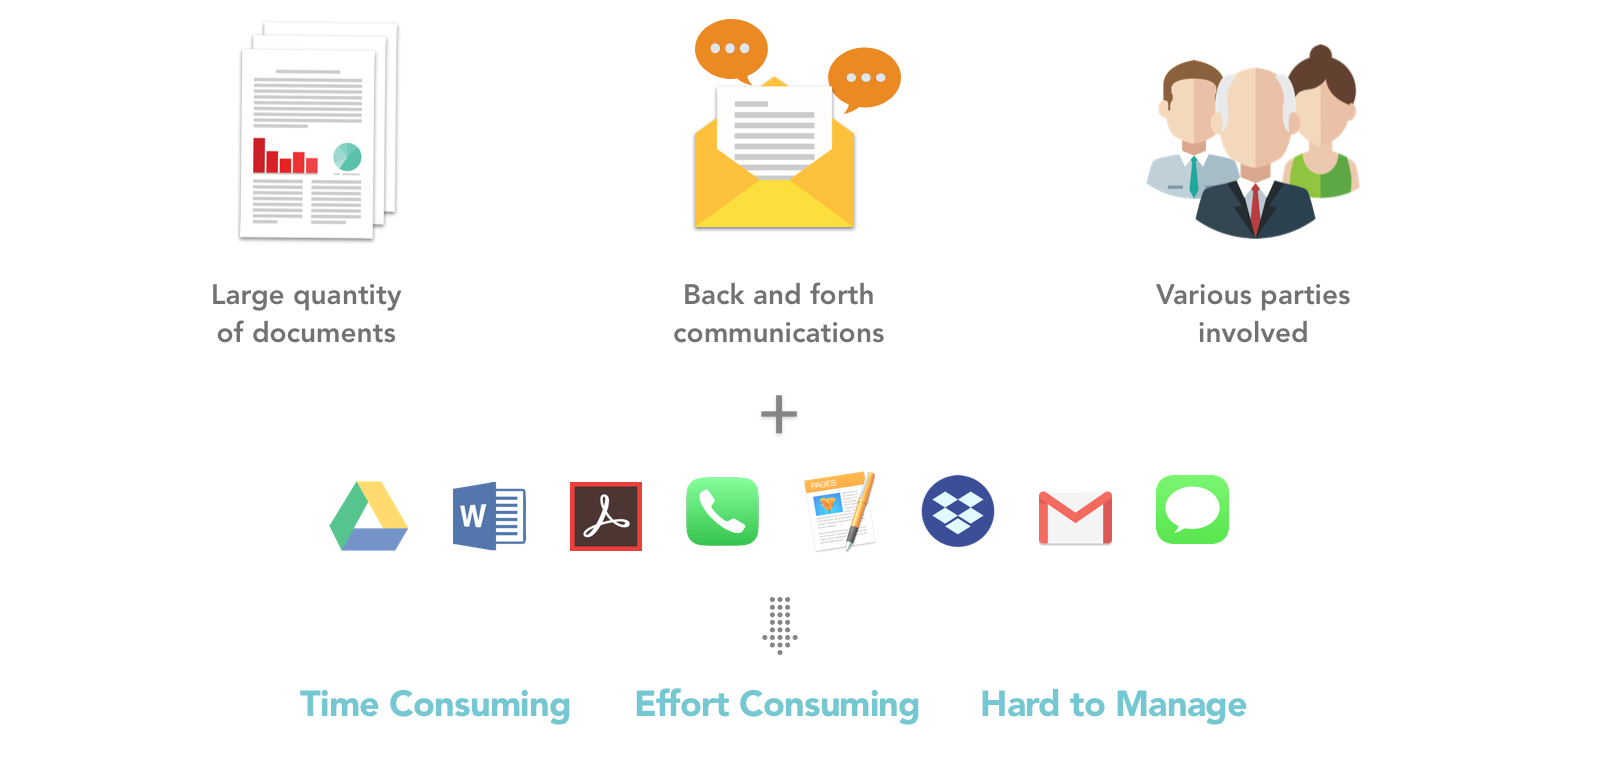 Large quantity
of documents
Back and forth
communications
Various parties
involved
+
W
PAGES
Time Consuming
Effort Consuming
Hard to Manage